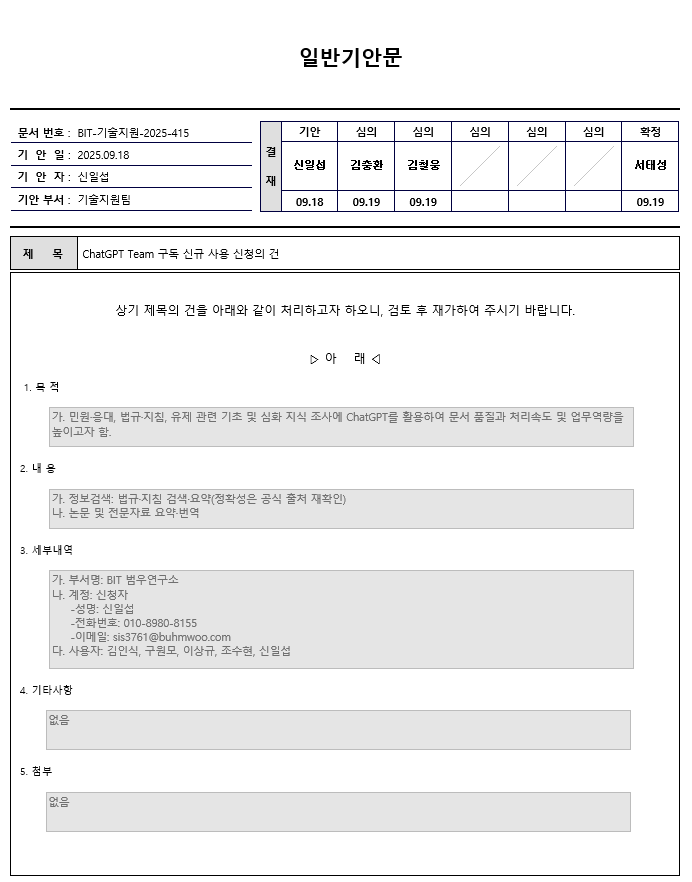 일반기안문
문서 번호 : BIT-기술지원-2025-415
기 안 일 : 2025.09.18
기 안 자 : 신일섭
기안 부서 : 기술지원팀
결 재
기안 심의 심의 심의 심의 심의 확정
신일섭 김충환 김철웅 서태성
09.18 09.19 09.19 09.19
제 목 ChatGPT Team 구독 신규 사용 신청의 건
상기 제목의 건을 아래와 같이 처리하고자 하오니, 검토 후 재가하여 주시기 바랍니다.
▷ 아 래 ◁
1. 목 적
가. 민원·응대, 법규·지침, 유제 관련 기초 및 심화 지식 조사에 ChatGPT를 활용하여 문서 품질과 처리속도 및 업무역량을
높이고자 함.
2. 내 용
가. 정보검색: 법규·지침 검색·요약(정확성은 공식 출처 재확인)
나. 논문 및 전문자료 요약·번역
3. 세부내역
가. 부서명: BIT 범우연구소
나. 계정: 신청자
-성명: 신일섭
-전화번호: 010-8980-8155
-이메일: sis3761@buhmwoo.com
다. 사용자: 김인식, 구원모, 이상규, 조수현, 신일섭
4. 기타사항
없음
5. 첨부
없음